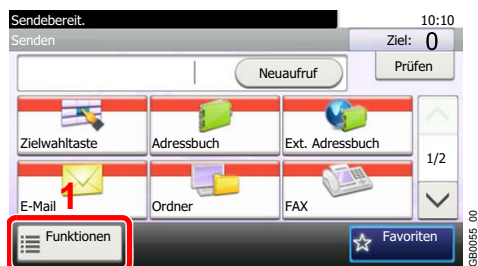 Sendebereit. 10:10
Senden Ziel: 0
Neuaufruf Prüfen
Zielwahltaste Adressbuch Ext. Adressbuch
1/2
E-Mail 1 Ordner FAX
Funktionen Favoriten
GB0055_00